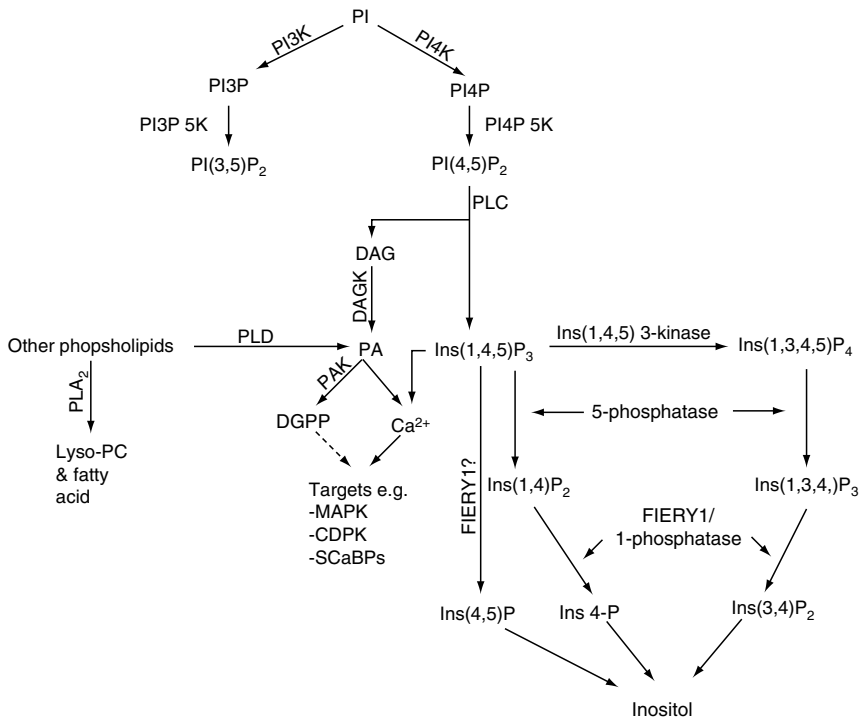 PI
PI3K
PI4K
PI3P
PI4P
PI3P 5K
PI4P 5K
PI(3,5)P2
PI(4,5)P2
PLC
DAG
DAGK
Other phopsholipids
PLD
PA
Ins(1,4,5)P3
Ins(1,4,5) 3-kinase
Ins(1,3,4,5)P4
PLA2
PAK
DGPP
Ca2+
5-phosphatase
Lyso-PC
& fatty
acid
Targets e.g.
-MAPK
-CDPK
-SCaBPs
FIERY1?
Ins(1,4)P2
Ins(1,3,4,)P3
FIERY1/
1-phosphatase
Ins(4,5)P
Ins 4-P
Ins(3,4)P2
Inositol